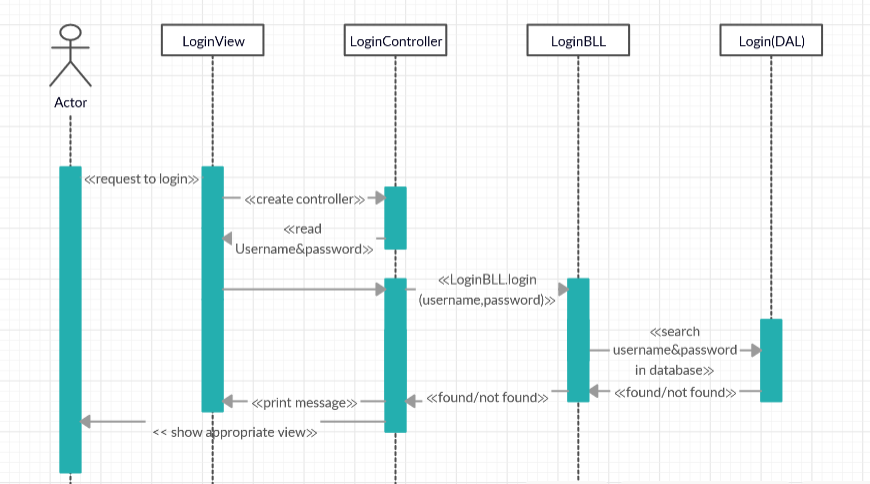 LoginView
LoginController
LoginBLL
Login(DAL)
Actor
≪request to login≫
≪create controller≫
≪read
Username&password≫
≪LoginBLL.login
(username,password)≫
≪search
username&password
in database≫
≪found/not found≫
≪found/not found≫
≪print message≫
<< show appropriate view≫